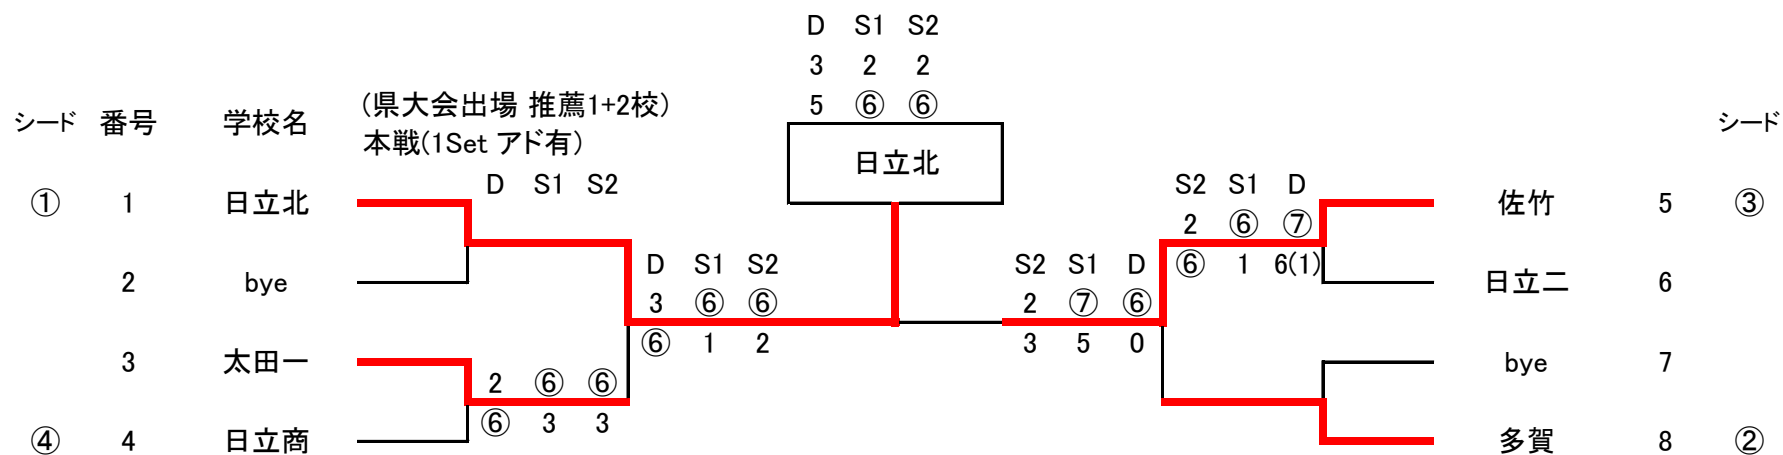 D S1 S2
3 2 2
5 ⑥ ⑥
シード 番号 学校名 (県大会出場 推薦1+2校) シード
本戦(1Set アド有)
日立北
D S1 S2 S2 S1 D
① 1 日立北 佐竹 5 ③
2 ⑥ ⑦
⑥ 1 6(1)
D S1 S2 S2 S1 D
2 bye 日立二 6
3 ⑥ ⑥ 2 ⑦ ⑥
⑥ 1 2 3 5 0
3 太田一 bye 7
2 ⑥ ⑥
⑥ 3 3
④ 4 日立商 多賀 8 ②